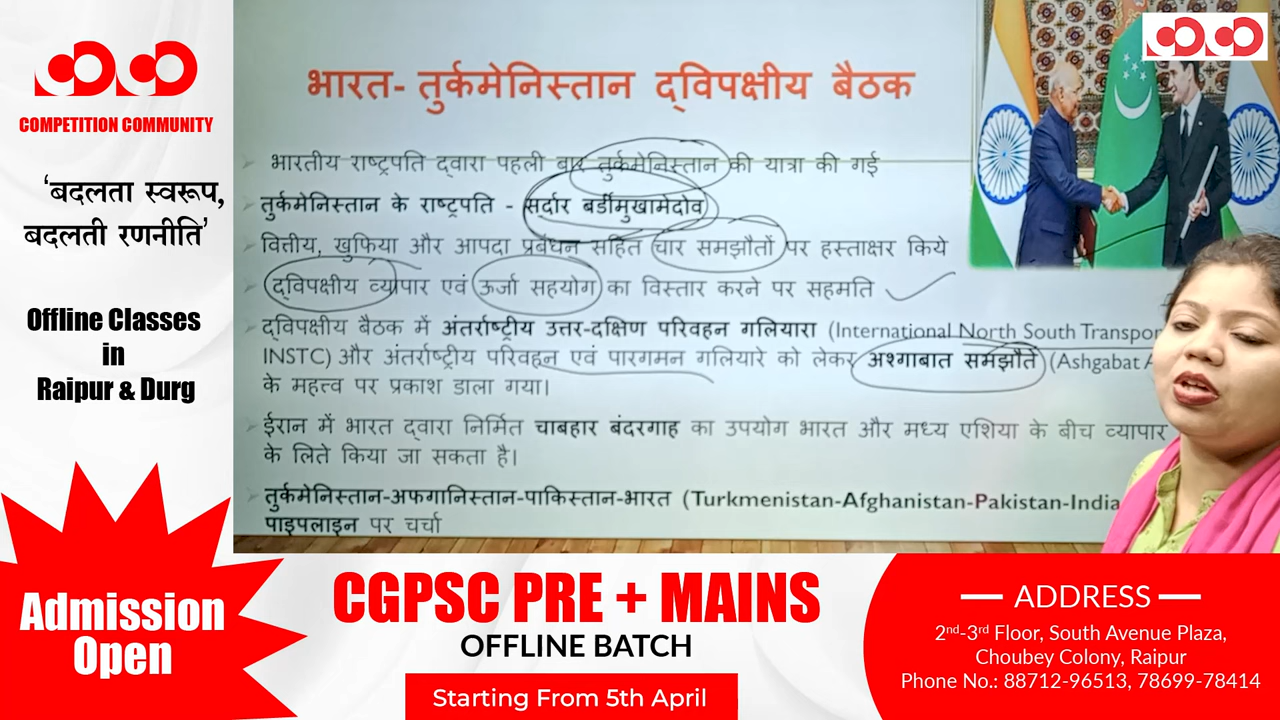 COMPETITION COMMUNITY
‘बदलता स्वरूप,
बदलती रणनीति’
Offline Classes
in
Raipur & Durg
भारत- तुर्कमेनिस्तान द्विपक्षीय बैठक
भारतीय राष्ट्रपति द्वारा पहली बार तुर्कमेनिस्तान की यात्रा की गई
तुर्कमेनिस्तान के राष्ट्रपति - सर्दार बर्डीमुखामेदोव
वित्तीय, खुफिया और आपदा प्रबंधन सहित चार समझौतों पर हस्ताक्षर किये
द्विपक्षीय व्यापार एवं ऊर्जा सहयोग का विस्तार करने पर सहमति
द्विपक्षीय बैठक में अंतर्राष्ट्रीय उत्तर-दक्षिण परिवहन गलियारा (International North South Transpor
INSTC) और अंतर्राष्ट्रीय परिवहन एवं पारगमन गलियारे को लेकर अश्गाबात समझौते (Ashgabat
के महत्व पर प्रकाश डाला गया।
ईरान में भारत द्वारा निर्मित चाबहार बंदरगाह का उपयोग भारत और मध्य एशिया के बीच व्यापार
के लिते किया जा सकता है।
तुर्कमेनिस्तान-अफगानिस्तान-पाकिस्तान-भारत (Turkmenistan-Afghanistan-Pakistan-India
पाइपलाइन पर चर्चा
Admission
Open
CGPSC PRE + MAINS
OFFLINE BATCH
Starting From 5th April
ADDRESS
2nd-3rd Floor, South Avenue Plaza,
Choubey Colony, Raipur
Phone No.: 88712-96513, 78699-78414